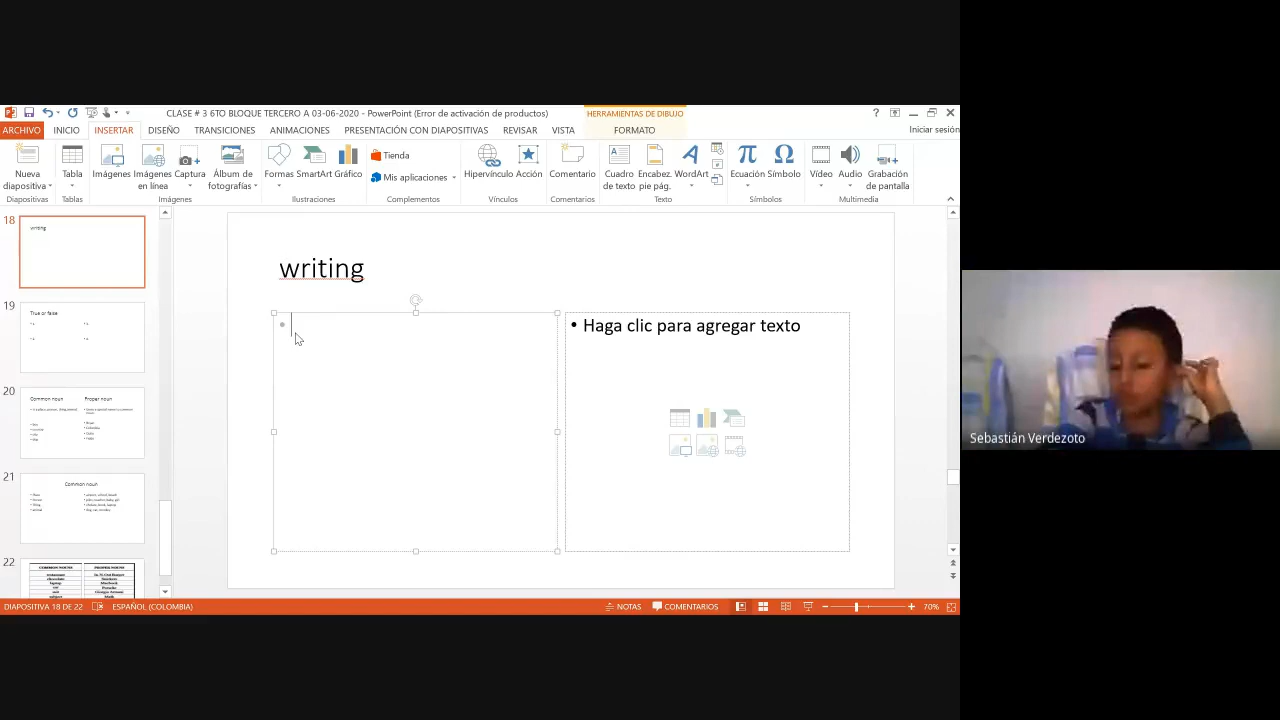 CLASE # 3 6TO BLOQUE TERCERO A 03-06-2020 - PowerPoint (Error de activación de productos)
HERRAMIENTAS DE DIBUJO
ARCHIVO INICIO INSERTAR DISEÑO TRANSICIONES ANIMACIONES PRESENTACIÓN CON DIAPOSITIVAS REVISAR VISTA FORMATO Iniciar sesión
Nueva diapositiva
Tabla
Imágenes
Imágenes en línea
Captura
Álbum de fotografías
Formas
SmartArt
Gráfico
Tienda
Mis aplicaciones
Hipervínculo
Acción
Comentario
Cuadro de texto
Encabez. pie pág.
WordArt
Ecuación
Símbolo
Vídeo
Audio
Grabación de pantalla
Diapositivas Tablas Imágenes Ilustraciones Complementos Vínculos Comentarios Texto Símbolos Multimedia
18
writing
19
True or false
20
Common noun Proper noun
21
Common noun
22
COMMON NOUNS PROPER NOUNS
writing
• Haga clic para agregar texto
Sebastián Verdezoto
DIAPOSITIVA 18 DE 22 ESPAÑOL (COLOMBIA) NOTAS COMENTARIOS 70%